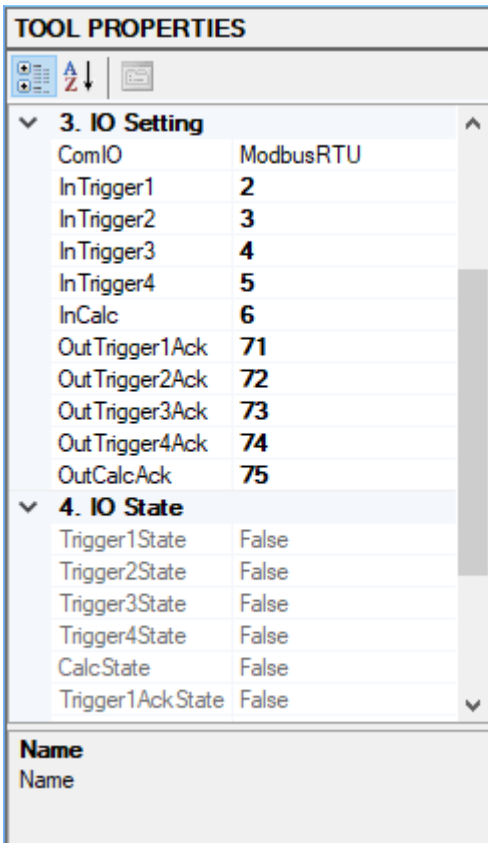 TOOL PROPERTIES
A Z
3. IO Setting
ComIO ModbusRTU
InTrigger1 2
InTrigger2 3
InTrigger3 4
InTrigger4 5
InCalc 6
OutTrigger1Ack 71
OutTrigger2Ack 72
OutTrigger3Ack 73
OutTrigger4Ack 74
OutCalcAck 75
4. IO State
Trigger1State False
Trigger2State False
Trigger3State False
Trigger4State False
CalcState False
Trigger1AckState False
Name
Name